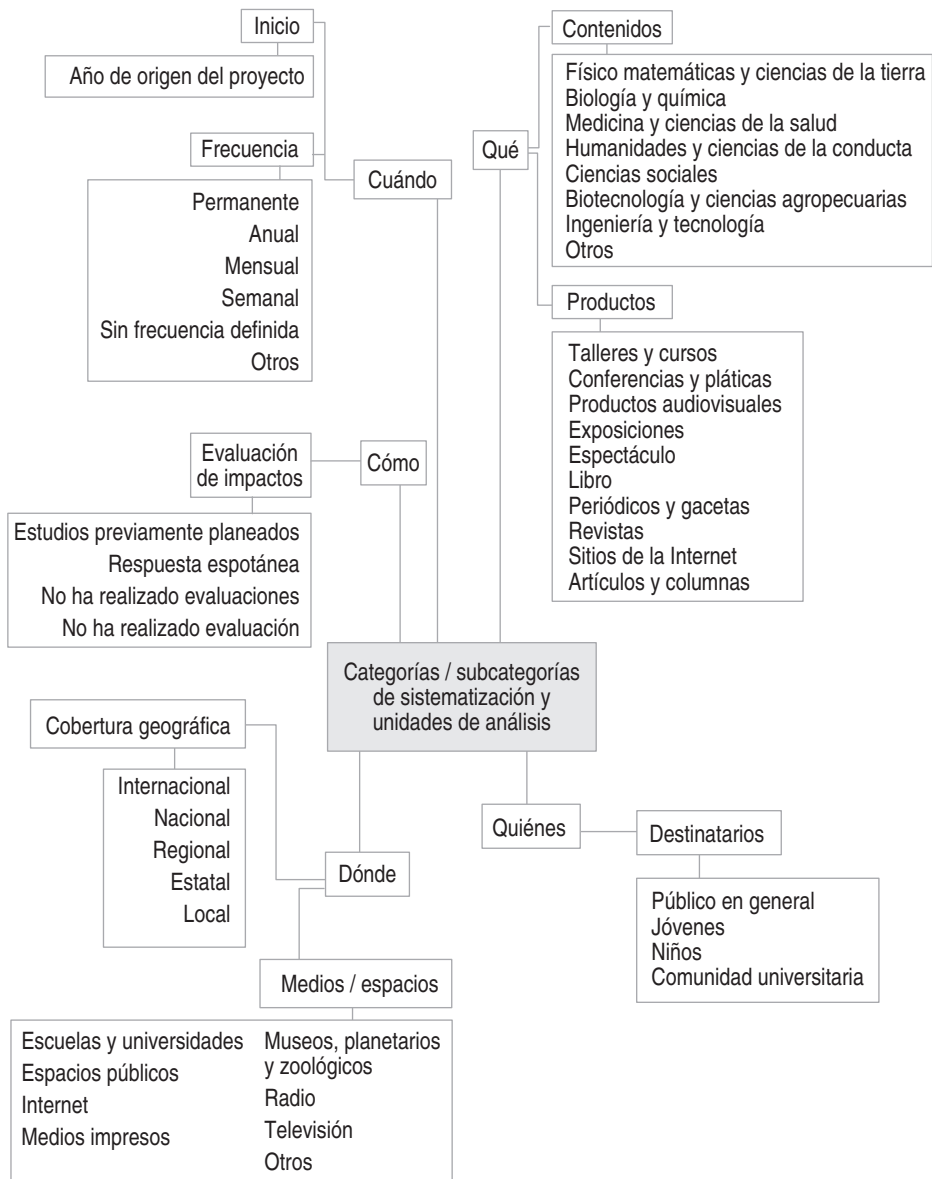 Inicio
Año de origen del proyecto
Frecuencia
Permanente
Anual
Mensual
Semanal
Sin frecuencia definida
Otros
Cuándo
Qué
Contenidos
Físico matemáticas y ciencias de la tierra
Biología y química
Medicina y ciencias de la salud
Humanidades y ciencias de la conducta
Ciencias sociales
Biotecnología y ciencias agropecuarias
Ingeniería y tecnología
Otros
Productos
Talleres y cursos
Conferencias y pláticas
Productos audiovisuales
Exposiciones
Espectáculo
Libro
Periódicos y gacetas
Revistas
Sitios de la Internet
Artículos y columnas
Evaluación
de impactos
Cómo
Estudios previamente planeados
Respuesta espotánea
No ha realizado evaluaciones
No ha realizado evaluación
Categorías / subcategorías
de sistematización y
unidades de análisis
Cobertura geográfica
Internacional
Nacional
Regional
Estatal
Local
Dónde
Quiénes
Destinatarios
Público en general
Jóvenes
Niños
Comunidad universitaria
Medios / espacios
Escuelas y universidades
Espacios públicos
Internet
Medios impresos
Museos, planetarios
y zoológicos
Radio
Televisión
Otros